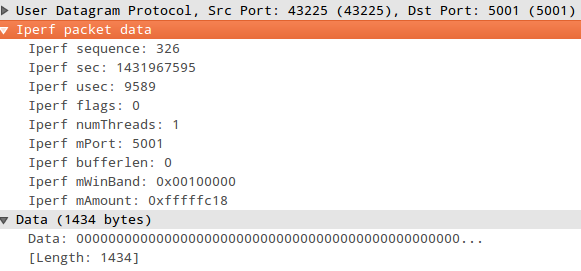 User Datagram Protocol, Src Port: 43225 (43225), Dst Port: 5001 (5001)
Iperf packet data
Iperf sequence: 326
Iperf sec: 1431967595
Iperf usec: 9589
Iperf flags: 0
Iperf numThreads: 1
Iperf mPort: 5001
Iperf bufferlen: 0
Iperf mWinBand: 0x00100000
Iperf mAmount: 0xfffffc18
Data (1434 bytes)
Data: 000000000000000000000000000000000000000000000000...
[Length: 1434]